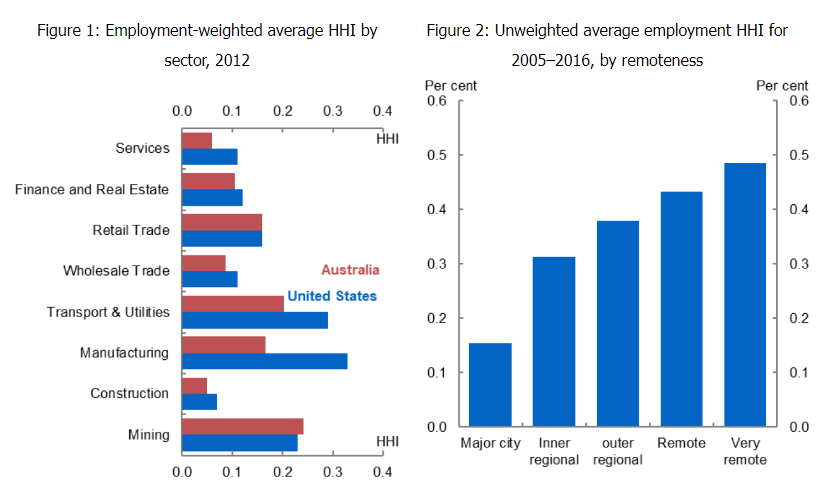 Figure 1: Employment-weighted average HHI by
sector, 2012
0.0 0.1 0.2 0.3 0.4
HHI
Services
Finance and Real Estate
Retail Trade
Wholesale Trade
Australia
United States
Transport & Utilities
Manufacturing
Construction
Mining
HHI
0.0 0.1 0.2 0.3 0.4
Figure 2: Unweighted average employment HHI for
2005–2016, by remoteness
Per cent Per cent
0.6 0.6
0.5 0.5
0.4 0.4
0.3 0.3
0.2 0.2
0.1 0.1
0.0 0.0
Major city Inner outer Remote Very
regional regional remote